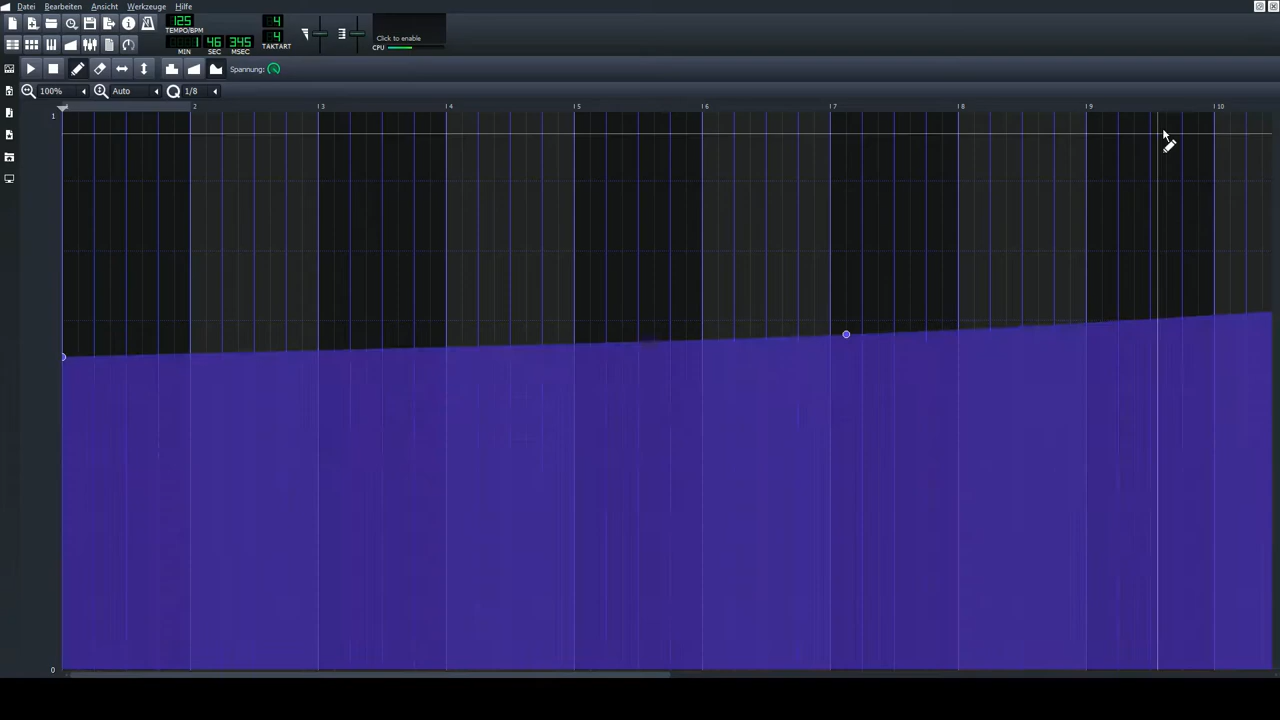 Datei Bearbeiten Ansicht Werkzeuge Hilfe
125
TEMPO/BPM
1 46 345
MIN SEC MSEC
4
4
TAKTART
Click to enable
CPU
Spannung:
100% Auto 1/8
2 3 4 5 6 7 8 9 10
1
0